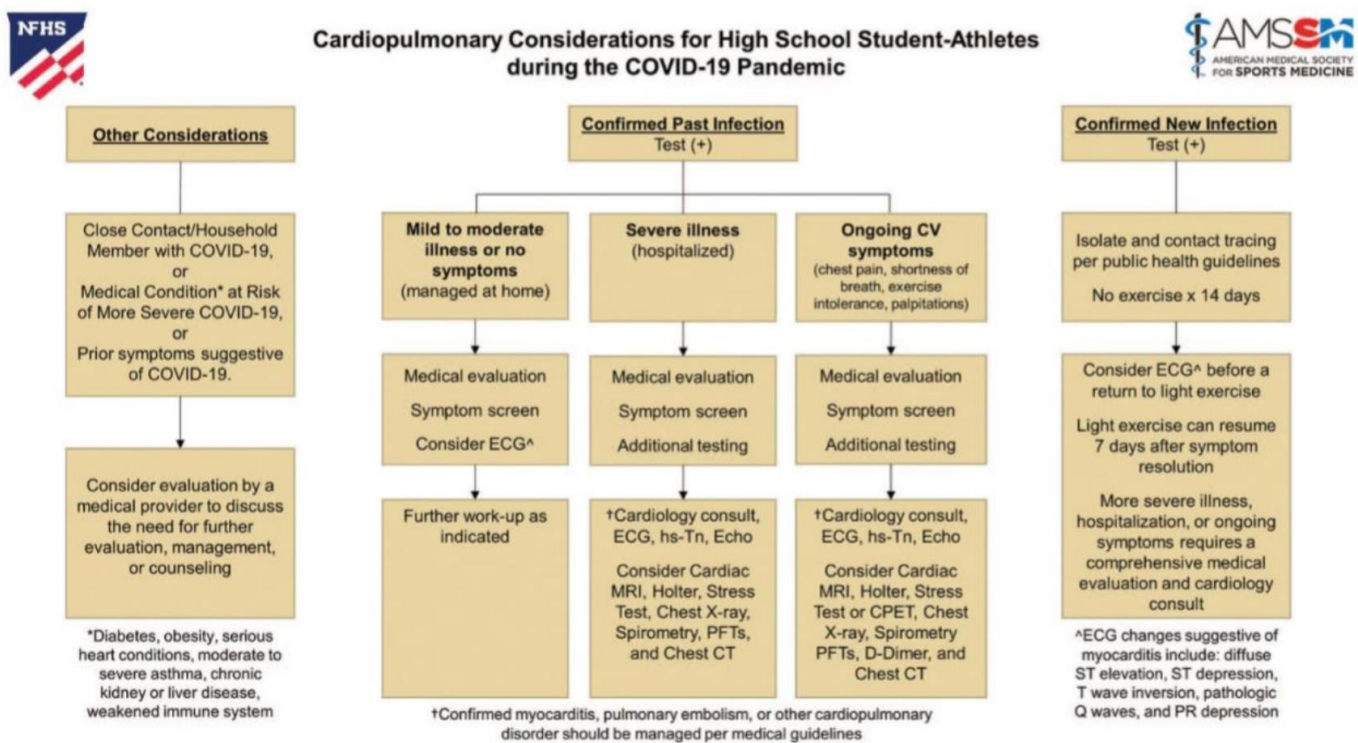 NFHS
Cardiopulmonary Considerations for High School Student-Athletes
during the COVID-19 Pandemic
AMSSM
AMERICAN MEDICAL SOCIETY
FOR SPORTS MEDICINE
Other Considerations
Close Contact/Household
Member with COVID-19,
or
Medical Condition* at Risk
of More Severe COVID-19,
or
Prior symptoms suggestive
of COVID-19.
Consider evaluation by a
medical provider to discuss
the need for further
evaluation, management,
or counseling
*Diabetes, obesity, serious
heart conditions, moderate to
severe asthma, chronic
kidney or liver disease,
weakened immune system
Confirmed Past Infection
Test (+)
Mild to moderate
illness or no
symptoms
(managed at home)
Medical evaluation
Symptom screen
Consider ECG^
Further work-up as
indicated
Severe illness
(hospitalized)
Medical evaluation
Symptom screen
Additional testing
†Cardiology consult,
ECG, hs-Tn, Echo
Consider Cardiac
MRI, Holter, Stress
Test, Chest X-ray,
Spirometry, PFTs,
and Chest CT
Ongoing CV
symptoms
(chest pain, shortness of
breath, exercise
intolerance, palpitations)
Medical evaluation
Symptom screen
Additional testing
†Cardiology consult,
ECG, hs-Tn, Echo
Consider Cardiac
MRI, Holter, Stress
Test or CPET, Chest
X-ray, Spirometry
PFTs, D-Dimer, and
Chest CT
†Confirmed myocarditis, pulmonary embolism, or other cardiopulmonary
disorder should be managed per medical guidelines
Confirmed New Infection
Test (+)
Isolate and contact tracing
per public health guidelines
No exercise x 14 days
Consider ECG^ before a
return to light exercise
Light exercise can resume
7 days after symptom
resolution
More severe illness,
hospitalization, or ongoing
symptoms requires a
comprehensive medical
evaluation and cardiology
consult
^ECG changes suggestive of
myocarditis include: diffuse
ST elevation, ST depression,
T wave inversion, pathologic
Q waves, and PR depression